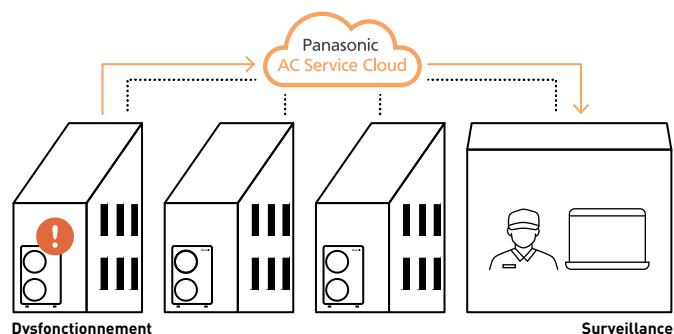 Panasonic
AC Service Cloud
!
Dysfonctionnement
Surveillance